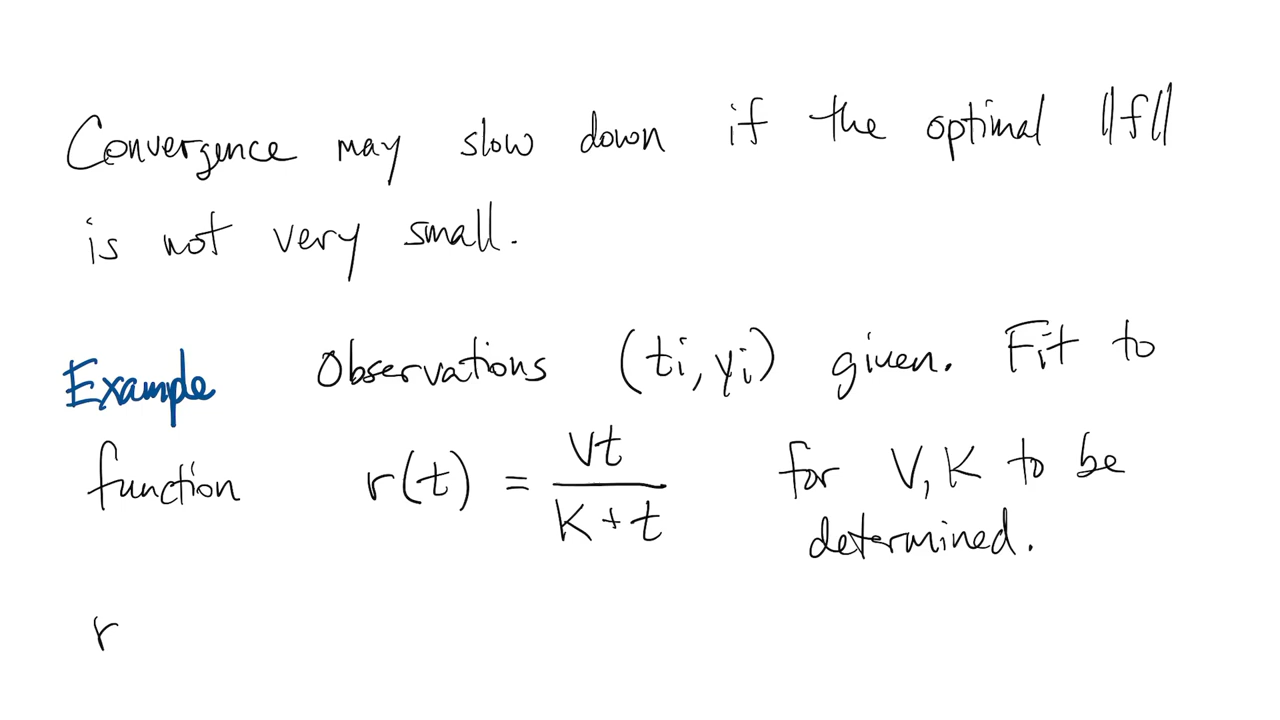 Convergence may slow down if the optimal ||f||
is not very small.
Example Observations (ti, yi) given. Fit to
function r(t) = Vt / K + t for V, K to be
determined.
r